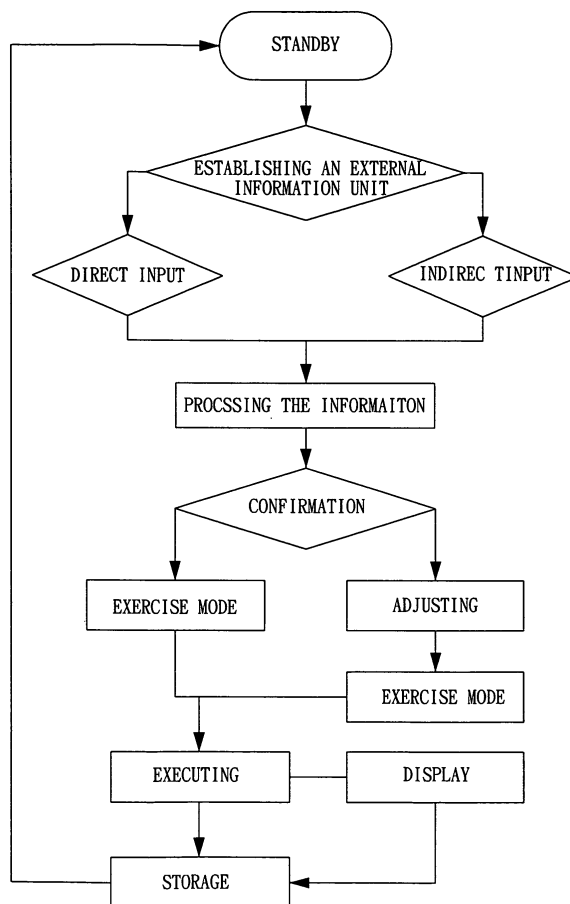 STANDBY
ESTABLISHING AN EXTERNAL
INFORMATION UNIT
DIRECT INPUT
INDIREC TINPUT
PROCSSING THE INFORMAITON
CONFIRMATION
EXERCISE MODE
ADJUSTING
EXERCISE MODE
EXECUTING
DISPLAY
STORAGE